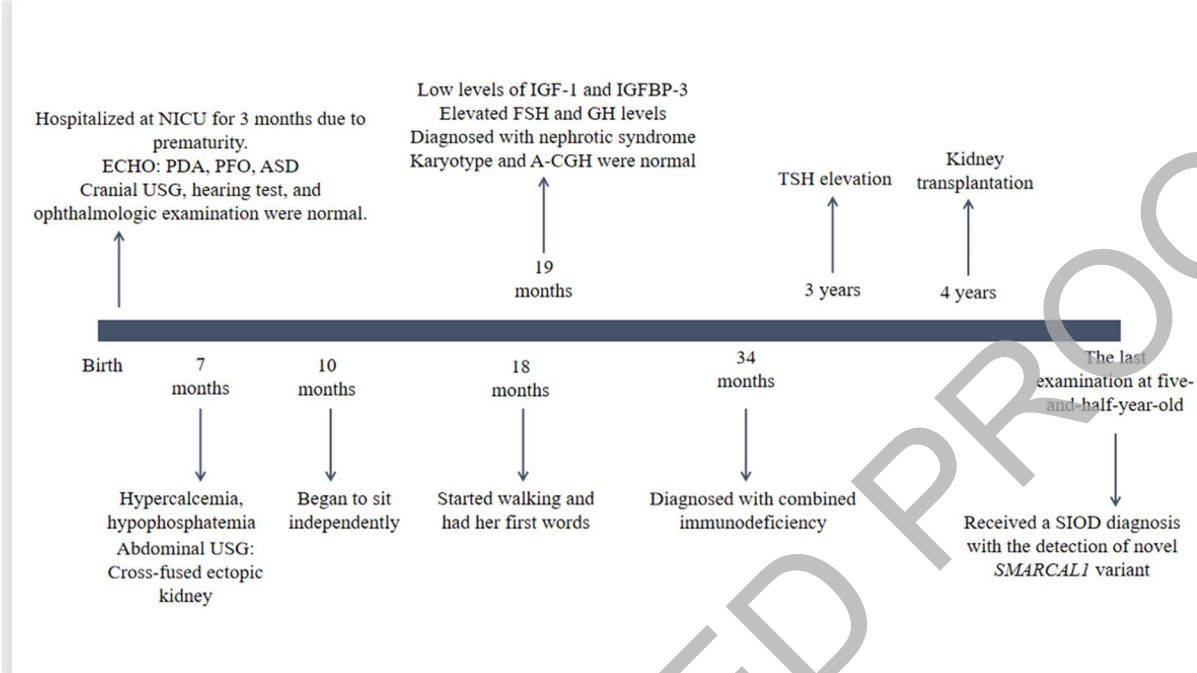 Hospitalized at NICU for 3 months due to
prematurity.
ECHO: PDA, PFO, ASD
Cranial USG, hearing test, and
ophthalmologic examination were normal.
Low levels of IGF-1 and IGFBP-3
Elevated FSH and GH levels
Diagnosed with nephrotic syndrome
Karyotype and A-CGH were normal
19
months
TSH elevation
3 years
Kidney
transplantation
4 years
Birth
7
months
10
months
18
months
34
months
The last
examination at five-
and-half-year-old
Hypercalcemia,
hypophosphatemia
Abdominal USG:
Cross-fused ectopic
kidney
Began to sit
independently
Started walking and
had her first words
Diagnosed with combined
immunodeficiency
Received a SIOD diagnosis
with the detection of novel
SMARCAL1 variant
ED PROO